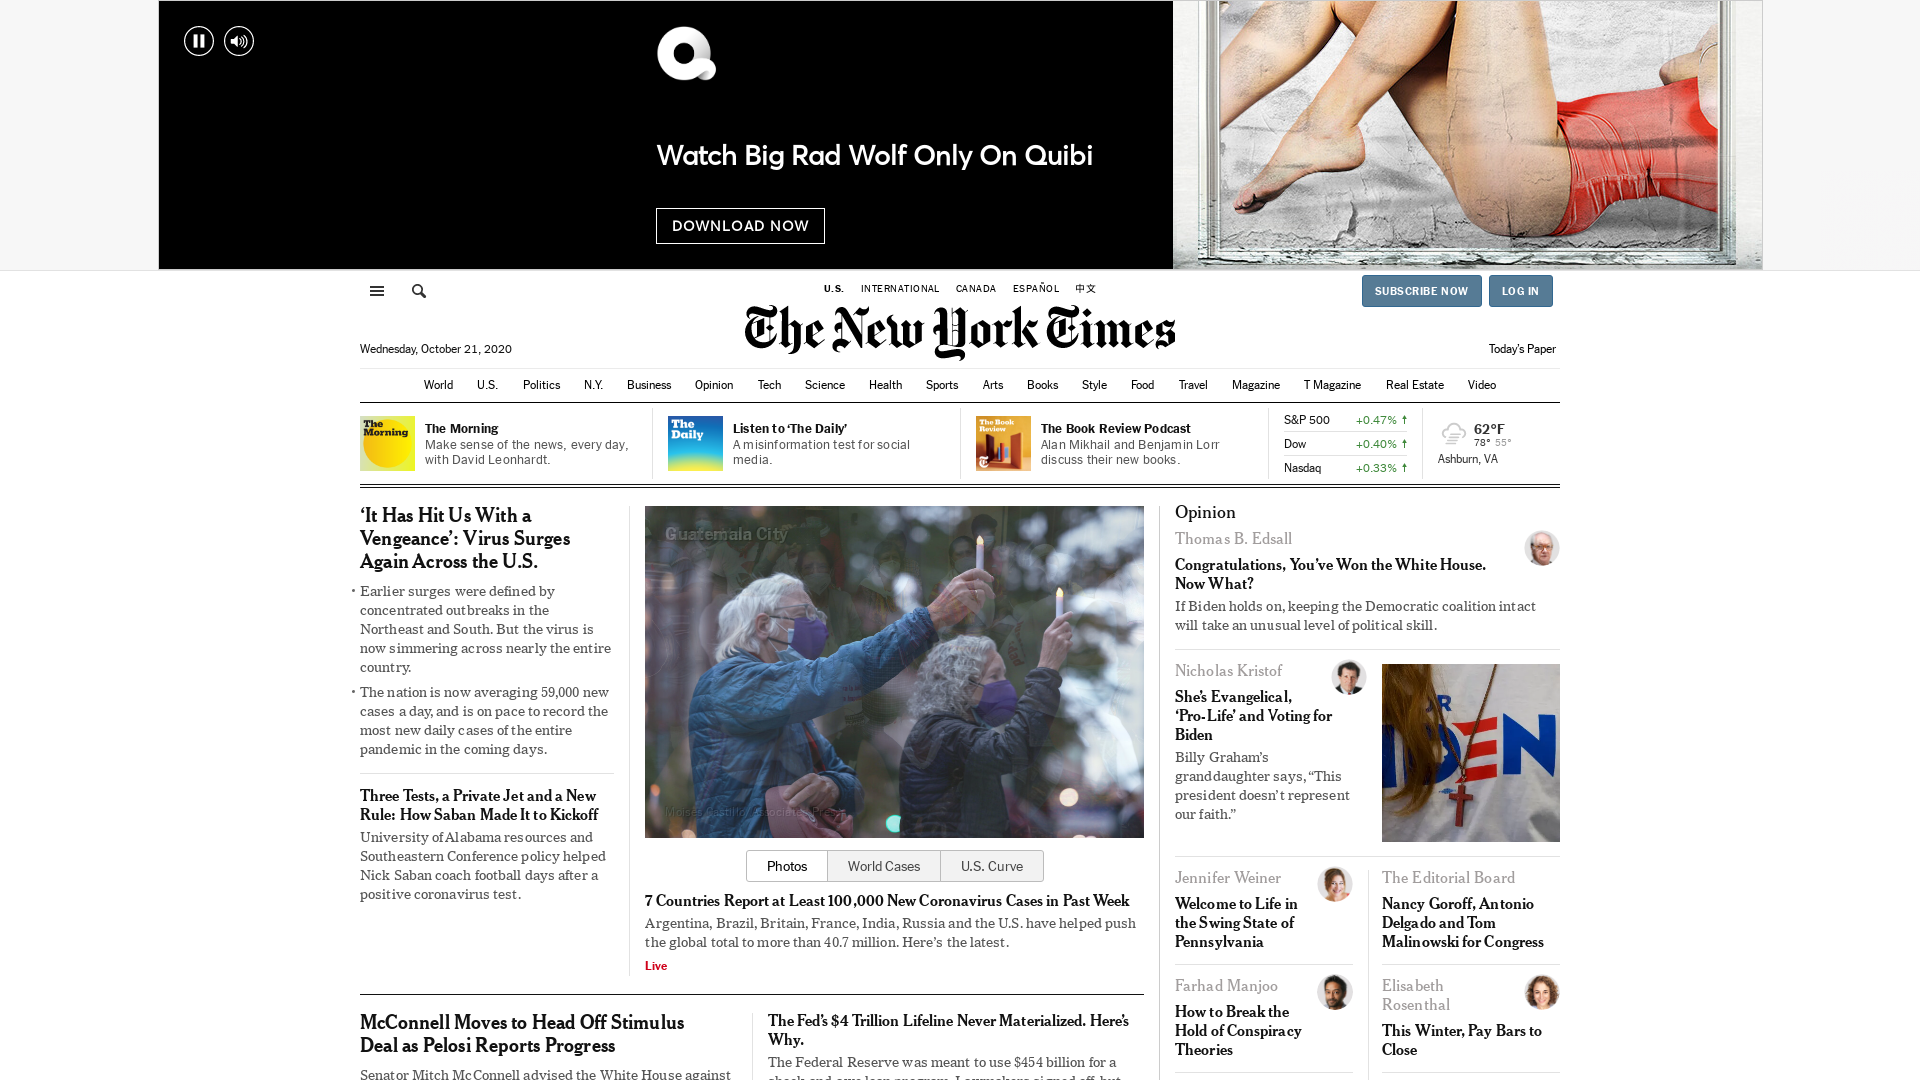 Watch Big Rad Wolf Only On Quibi
DOWNLOAD NOW
U.S. INTERNATIONAL CANADA ESPAÑOL 中文
SUBSCRIBE NOW LOG IN
The New York Times
Wednesday, October 21, 2020
Today's Paper
World U.S. Politics N.Y. Business Opinion Tech Science Health Sports Arts Books Style Food Travel Magazine T Magazine Real Estate Video
The Morning
The Morning
Make sense of the news, every day,
with David Leonhardt.
The Daily
Listen to ‘The Daily’
A misinformation test for social
media.
The Book Review
The Book Review Podcast
Alan Mikhail and Benjamin Lorr
discuss their new books.
S&P 500 +0.47% ↑
Dow +0.40% ↑
Nasdaq +0.33% ↑
62°F
78° 55°
Ashburn, VA
‘It Has Hit Us With a
Vengeance’: Virus Surges
Again Across the U.S.
• Earlier surges were defined by
concentrated outbreaks in the
Northeast and South. But the virus is
now simmering across nearly the entire
country.
• The nation is now averaging 59,000 new
cases a day, and is on pace to record the
most new daily cases of the entire
pandemic in the coming days.
Three Tests, a Private Jet and a New
Rule: How Saban Made It to Kickoff
University of Alabama resources and
Southeastern Conference policy helped
Nick Saban coach football days after a
positive coronavirus test.
Guatemala City
Moises Castillo/Associated Press
Photos World Cases U.S. Curve
7 Countries Report at Least 100,000 New Coronavirus Cases in Past Week
Argentina, Brazil, Britain, France, India, Russia and the U.S. have helped push
the global total to more than 40.7 million. Here’s the latest.
Live
McConnell Moves to Head Off Stimulus
Deal as Pelosi Reports Progress
Senator Mitch McConnell advised the White House against
The Fed’s $4 Trillion Lifeline Never Materialized. Here’s
Why.
The Federal Reserve was meant to use $454 billion for a
Opinion
Thomas B. Edsall
Congratulations, You’ve Won the White House.
Now What?
If Biden holds on, keeping the Democratic coalition intact
will take an unusual level of political skill.
Nicholas Kristof
She’s Evangelical,
‘Pro-Life’ and Voting for
Biden
Billy Graham’s
granddaughter says, “This
president doesn’t represent
our faith.”
Jennifer Weiner
Welcome to Life in
the Swing State of
Pennsylvania
The Editorial Board
Nancy Goroff, Antonio
Delgado and Tom
Malinowski for Congress
Farhad Manjoo
How to Break the
Hold of Conspiracy
Theories
Elisabeth
Rosenthal
This Winter, Pay Bars to
Close